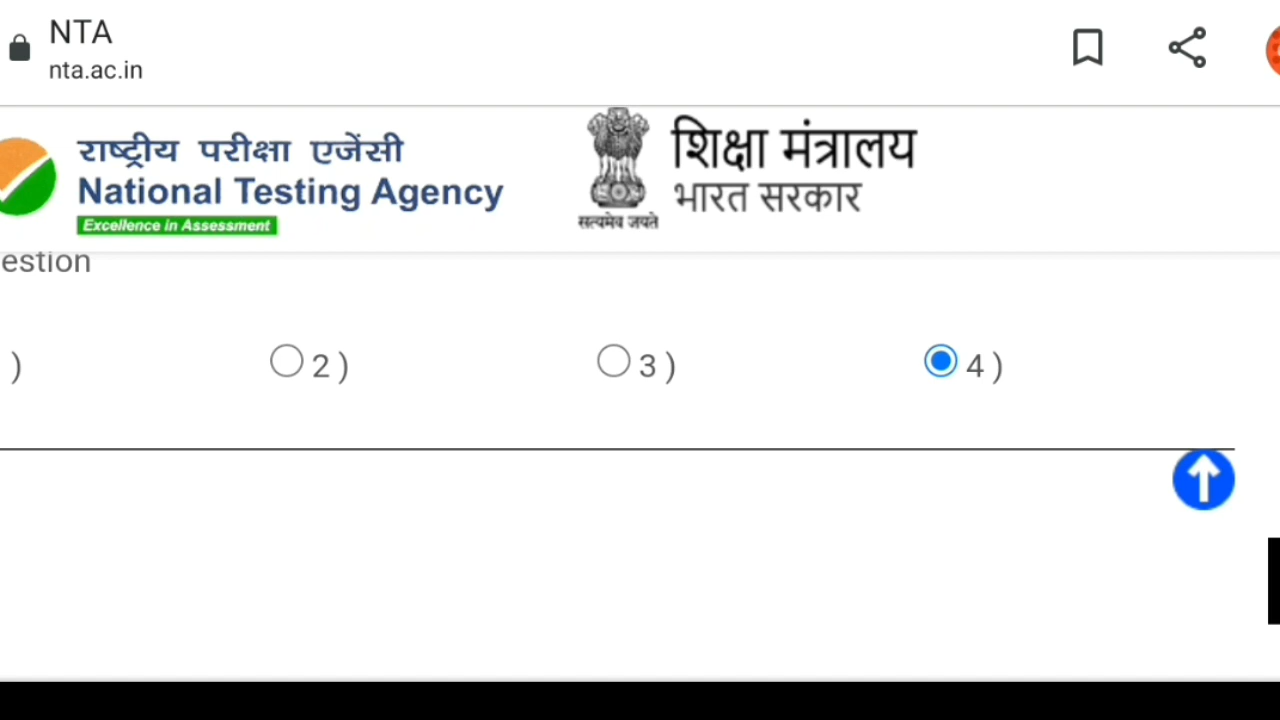 NTA
nta.ac.in
राष्ट्रीय परीक्षा एजेंसी
National Testing Agency
Excellence in Assessment
शिक्षा मंत्रालय
भारत सरकार
सत्यमेव जयते
estion
)
2 )
3 )
4 )